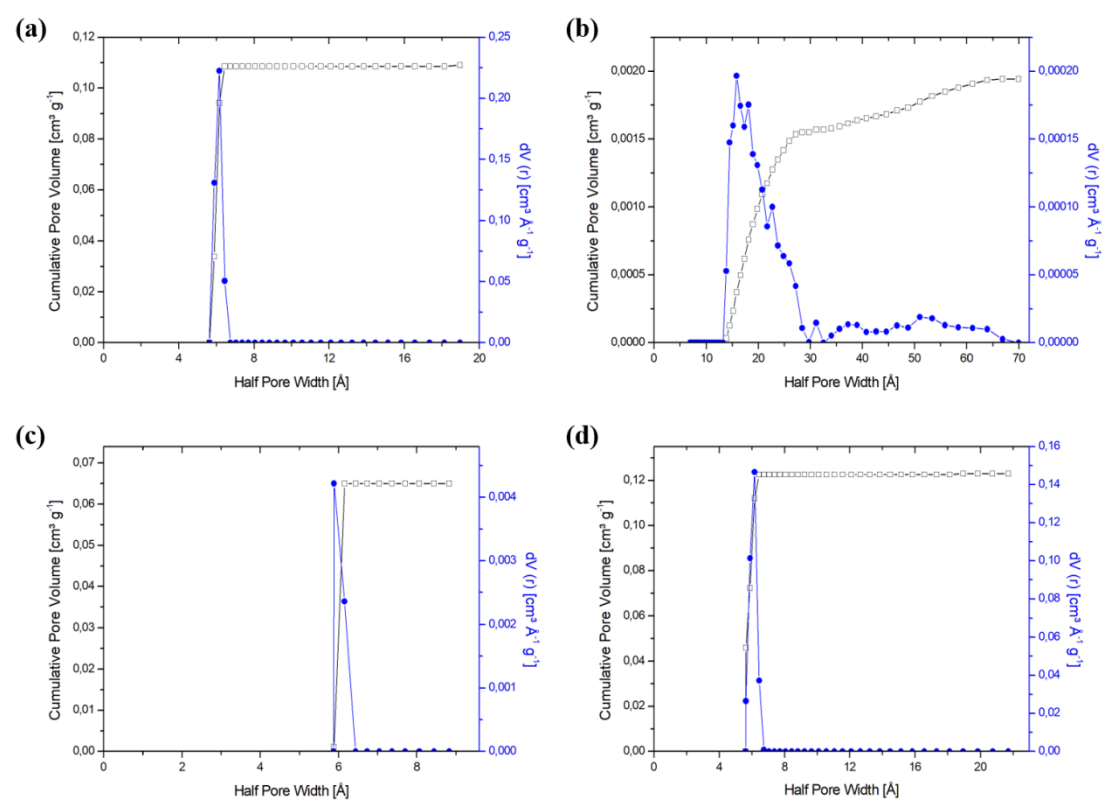 (a)
0,12
0,10
0,08
0,06
0,04
0,02
0,00
Cumulative Pore Volume [cm³ g⁻¹]
0 4 8 12 16 20
Half Pore Width [Å]
0,25
0,20
0,15
0,10
0,05
0,00
dV (r) [cm³ Å⁻¹ g⁻¹]
(b)
0,0020
0,0015
0,0010
0,0005
0,0000
Cumulative Pore Volume [cm³ g⁻¹]
0 10 20 30 40 50 60 70
Half Pore Width [Å]
0,00020
0,00015
0,00010
0,00005
0,00000
dV (r) [cm³ Å⁻¹ g⁻¹]
(c)
0,07
0,06
0,05
0,04
0,03
0,02
0,01
0,00
Cumulative Pore Volume [cm³ g⁻¹]
0 2 4 6 8
Half Pore Width [Å]
0,004
0,003
0,002
0,001
0,000
dV (r) [cm³ Å⁻¹ g⁻¹]
(d)
0,12
0,10
0,08
0,06
0,04
0,02
0,00
Cumulative Pore Volume [cm³ g⁻¹]
0 4 8 12 16 20
Half Pore Width [Å]
0,16
0,14
0,12
0,10
0,08
0,06
0,04
0,02
0,00
dV (r) [cm³ Å⁻¹ g⁻¹]